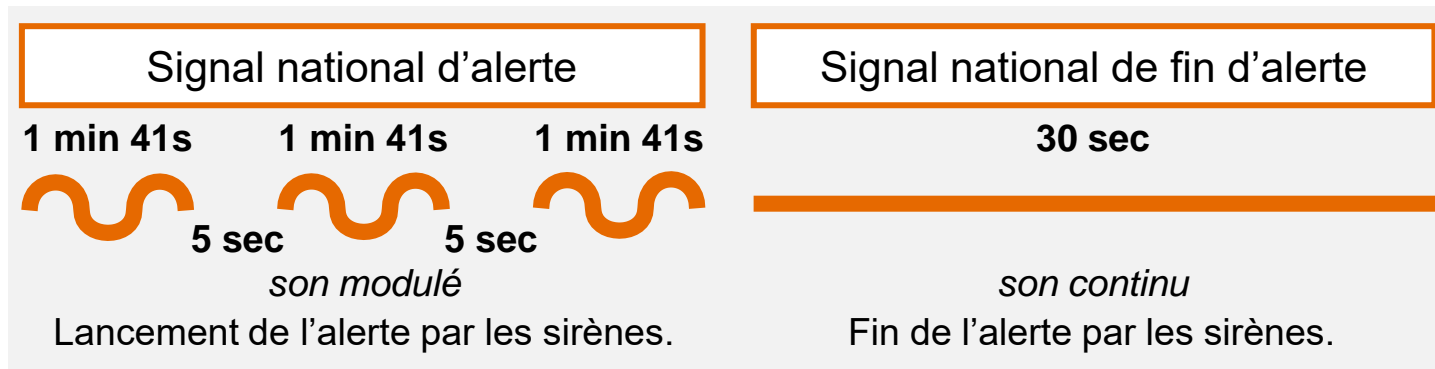 Signal national d’alerte
1 min 41s 1 min 41s 1 min 41s
5 sec 5 sec
son modulé
Lancement de l’alerte par les sirènes.
Signal national de fin d’alerte
30 sec
son continu
Fin de l’alerte par les sirènes.